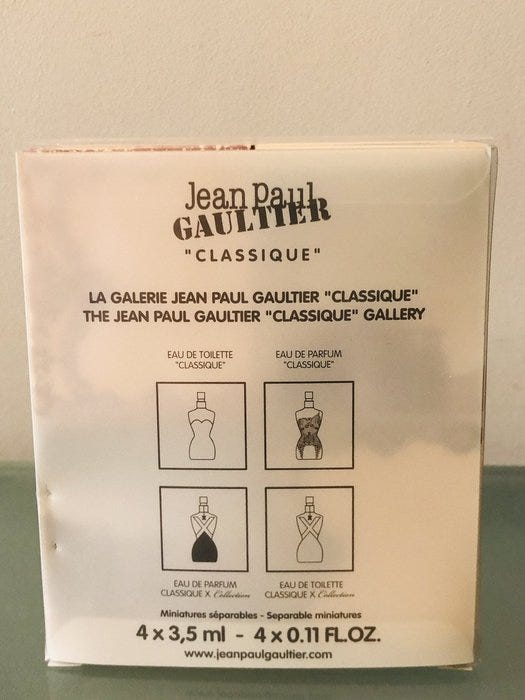 Jean Paul
GAULTIER
"CLASSIQUE"
LA GALERIE JEAN PAUL GAULTIER "CLASSIQUE"
THE JEAN PAUL GAULTIER "CLASSIQUE" GALLERY
EAU DE TOILETTE
"CLASSIQUE"
EAU DE PARFUM
"CLASSIQUE"
EAU DE PARFUM
CLASSIQUE X Collection
EAU DE TOILETTE
CLASSIQUE X Collection
Miniatures séparables - Separable miniatures
4 x 3,5 ml - 4 x 0.11 FL.OZ.
www.jeanpaulgaultier.com